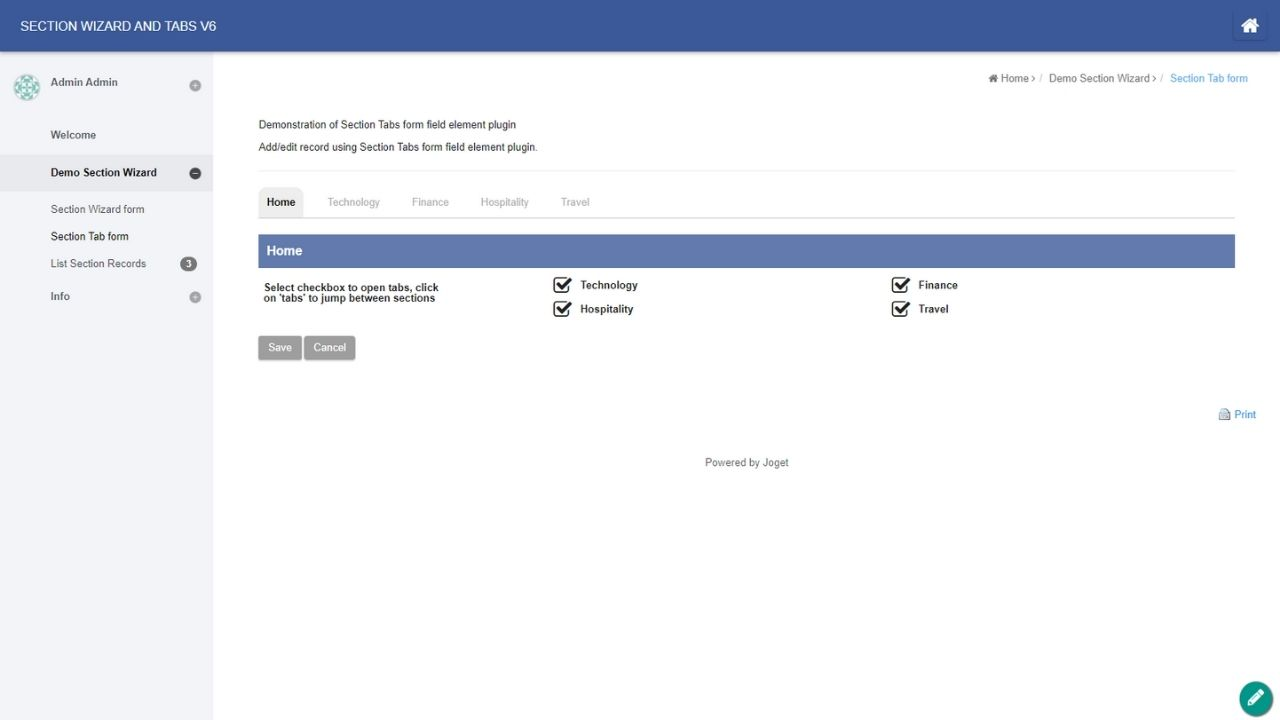 SECTION WIZARD AND TABS V6
Admin Admin
Welcome
Demo Section Wizard
Section Wizard form
Section Tab form
List Section Records 3
Info
Home > / Demo Section Wizard > / Section Tab form
Demonstration of Section Tabs form field element plugin
Add/edit record using Section Tabs form field element plugin.
Home Technology Finance Hospitality Travel
Home
Select checkbox to open tabs, click
on 'tabs' to jump between sections
Technology Finance
Hospitality Travel
Save Cancel
Print
Powered by Joget